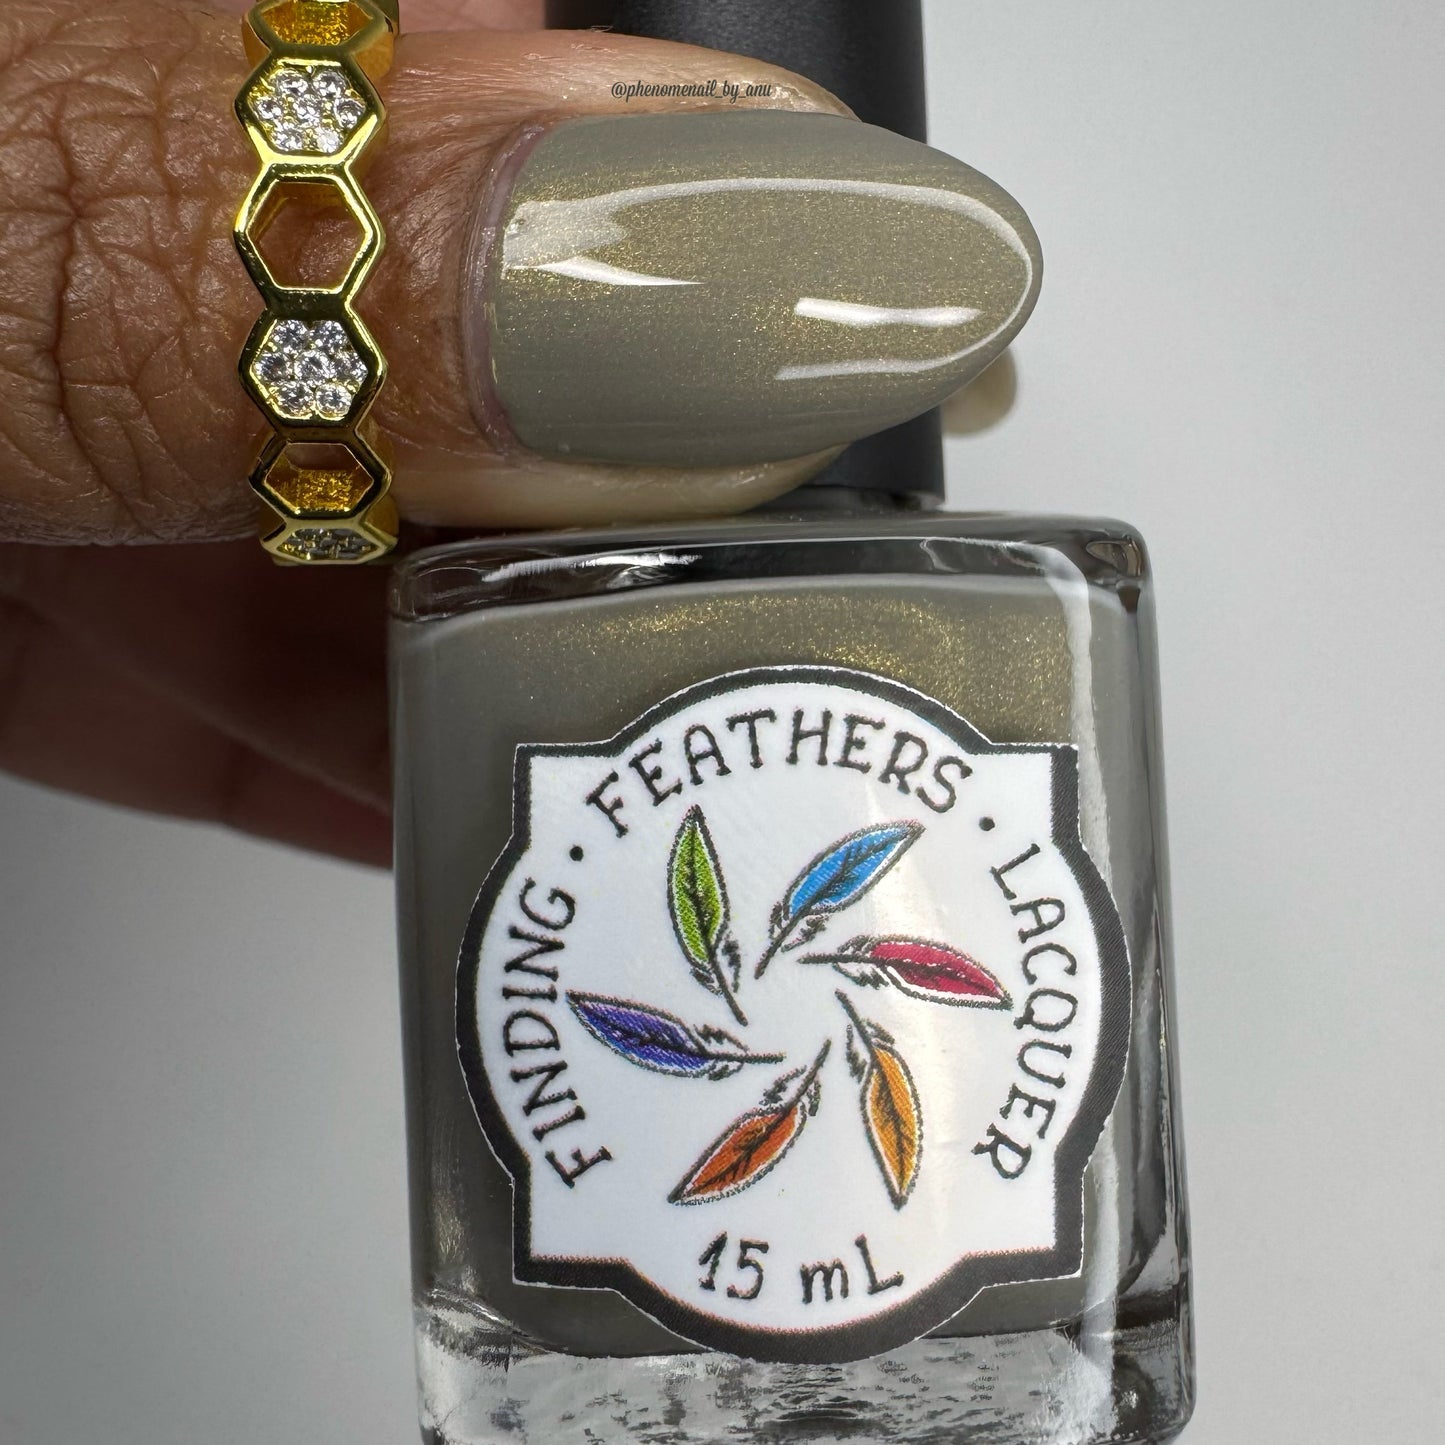 @phenomenail_by_anu
FINDING · FEATHERS · LACQUER
15 mL